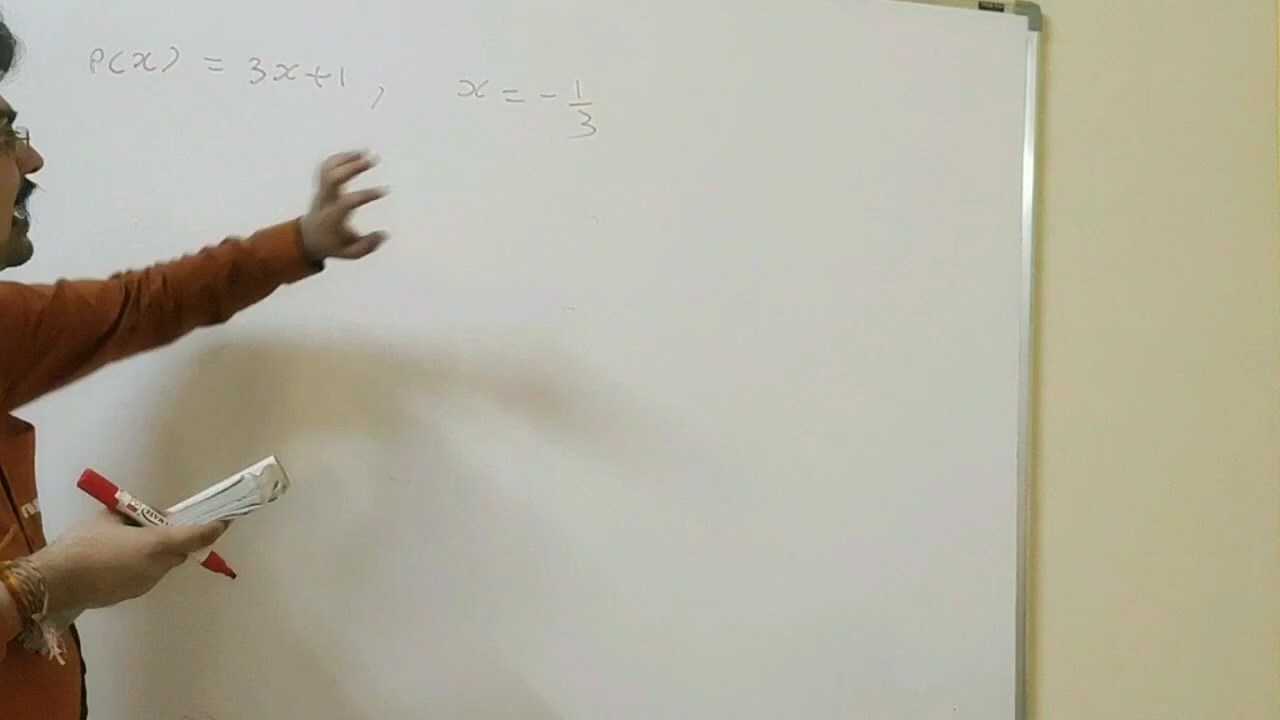 P(x) = 3x+1, x = -1/3